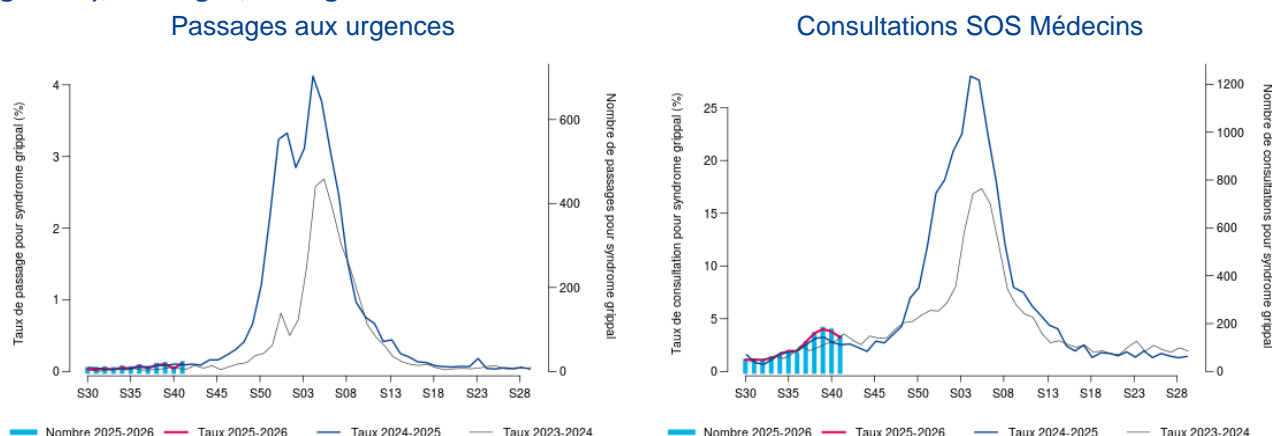 Passages aux urgences
Consultations SOS Médecins
Taux de passage pour syndrome grippal (%)
4
3
2
1
0
600
400
200
0
Nombre de passages pour syndrome grippal
S30 S35 S40 S45 S50 S03 S08 S13 S18 S23 S28
Nombre 2025-2026 Taux 2025-2026 Taux 2024-2025 Taux 2023-2024
Taux de consultation pour syndrome grippal (%)
25
20
15
10
5
0
1200
1000
800
600
400
200
0
Nombre de consultations pour syndrome grippal
S30 S35 S40 S45 S50 S03 S08 S13 S18 S23 S28
Nombre 2025-2026 Taux 2025-2026 Taux 2024-2025 Taux 2023-2024